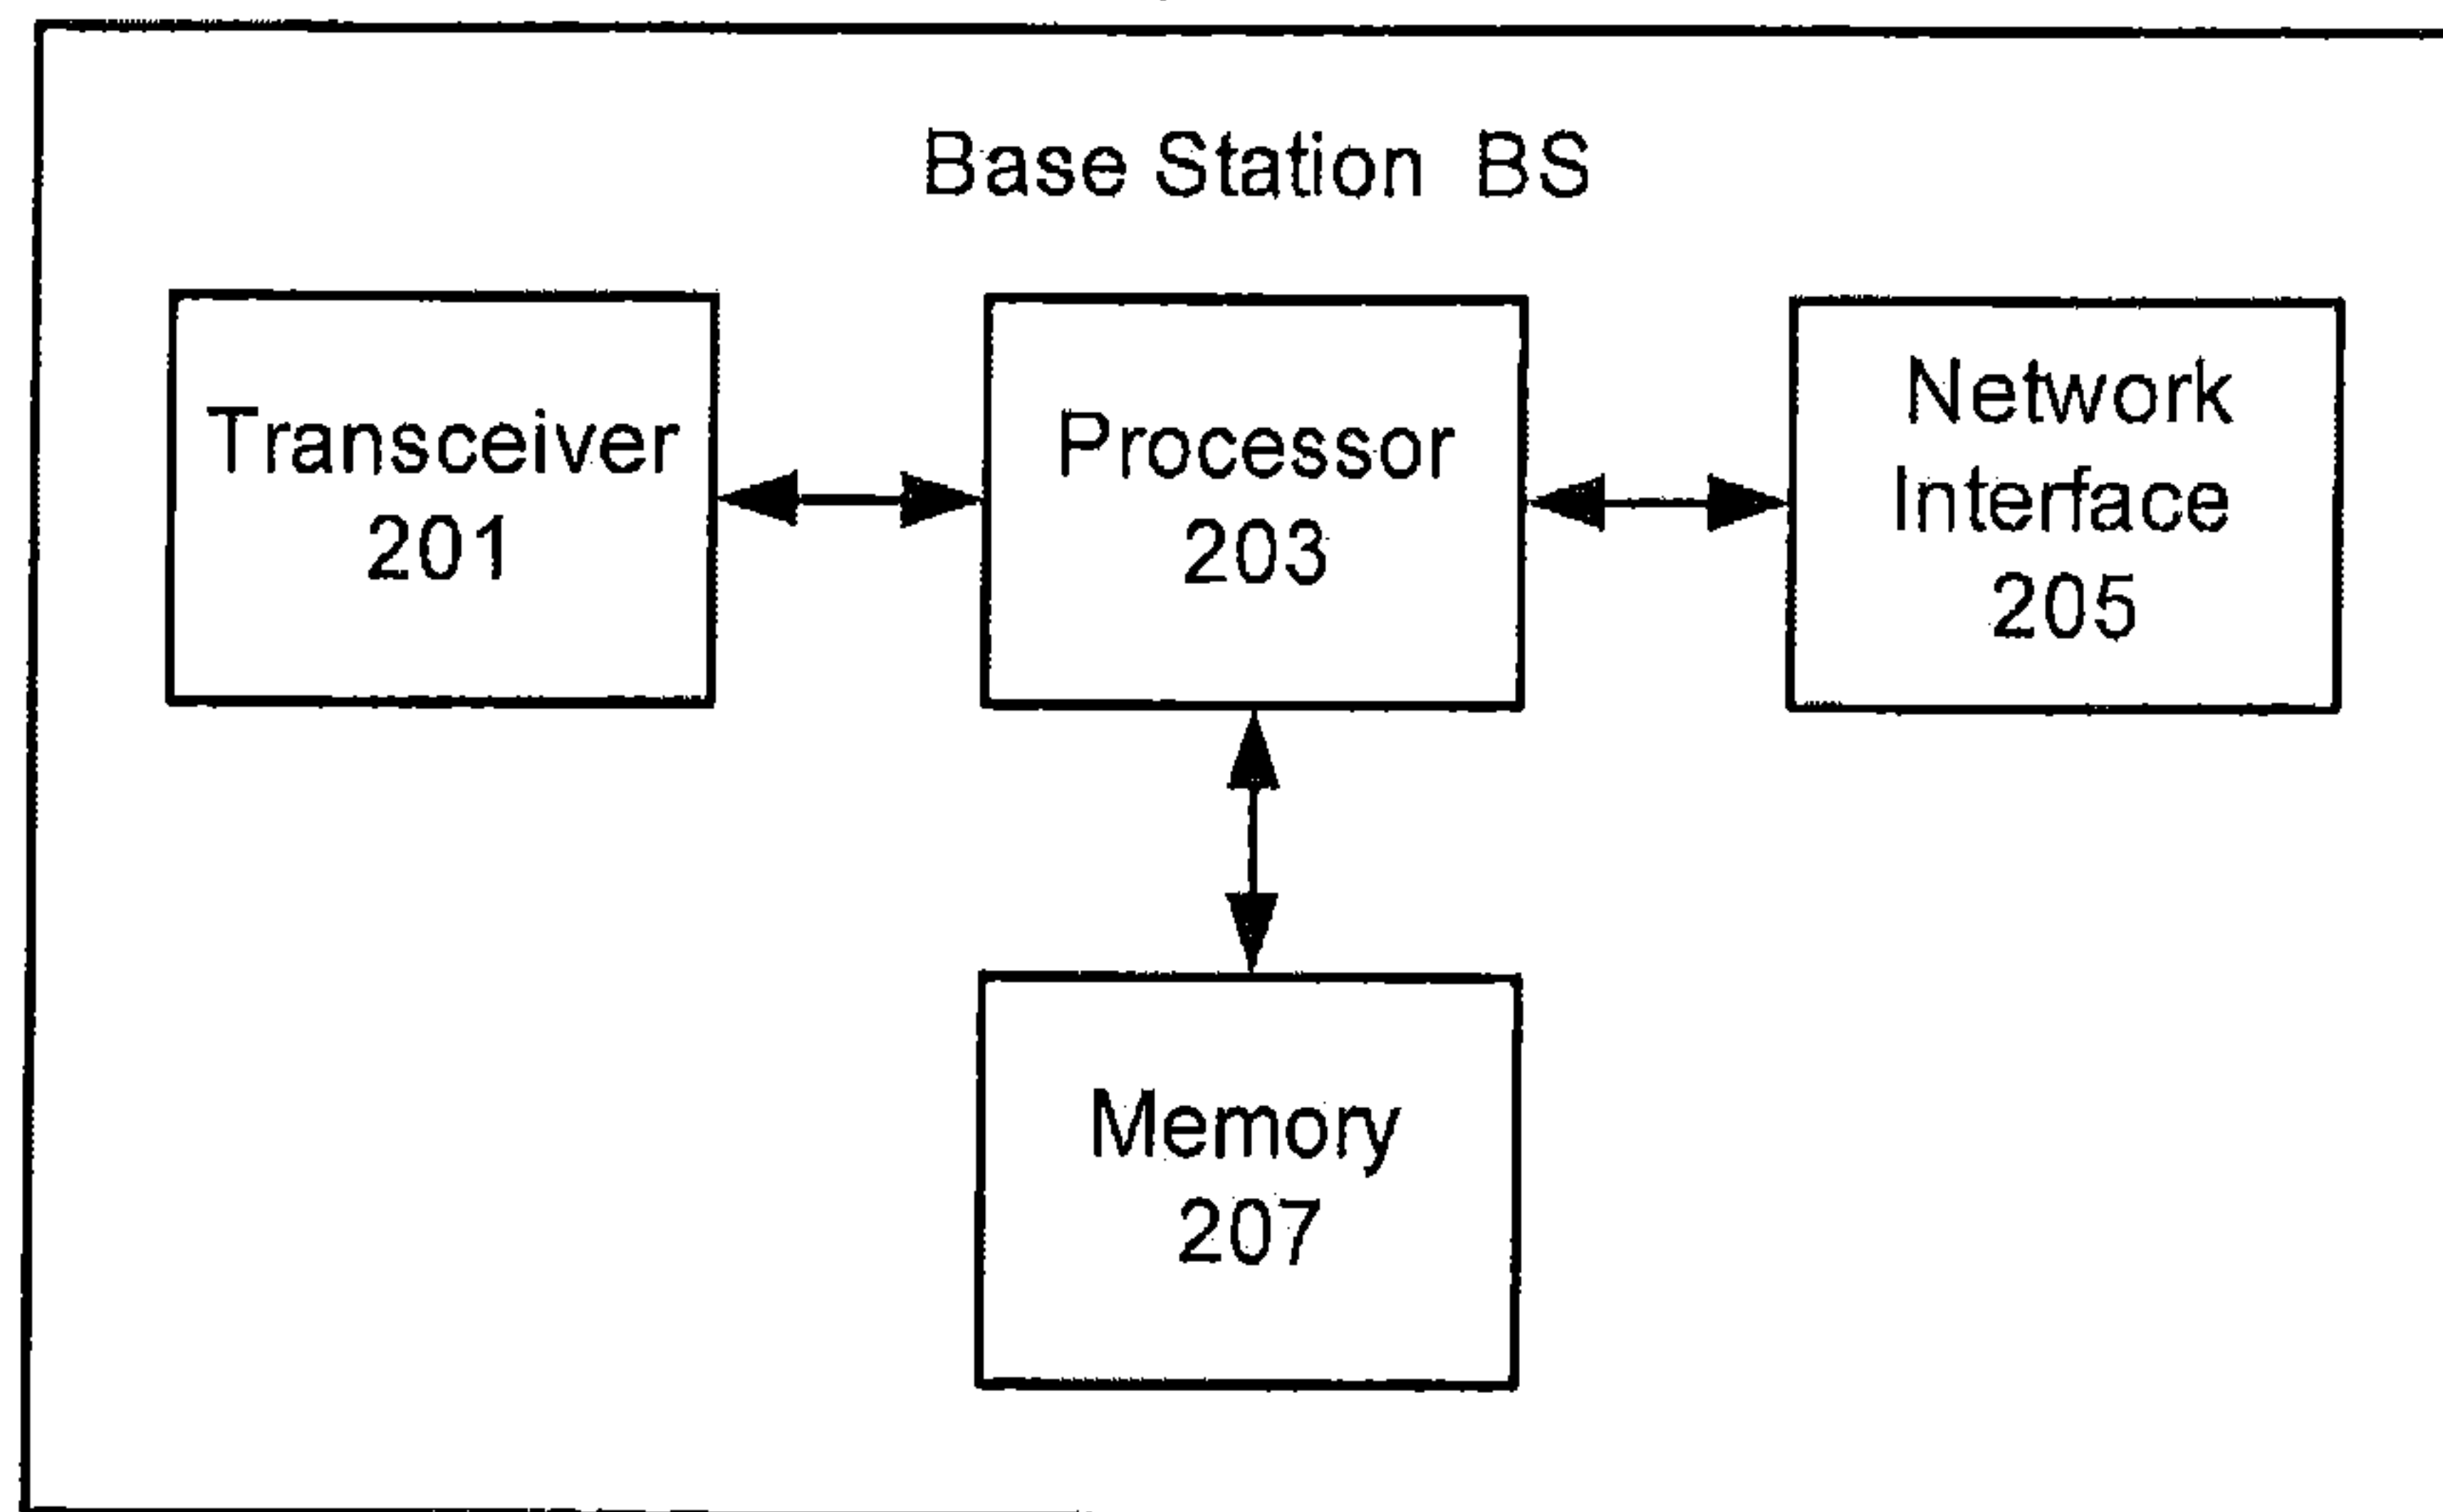 Base Station BS
Transceiver
201
Processor
203
Network
Interface
205
Memory
207